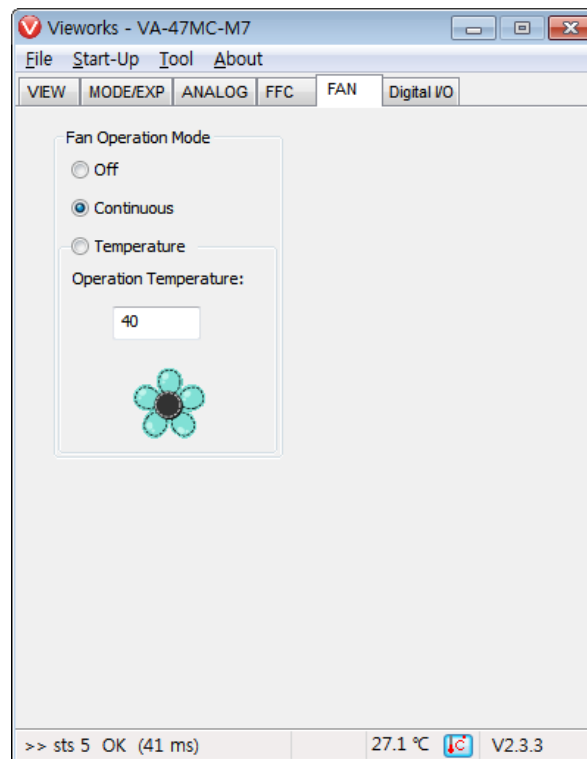 Vieworks - VA-47MC-M7
File Start-Up Tool About
VIEW MODE/EXP ANALOG FFC FAN Digital I/O
Fan Operation Mode
Off
Continuous
Temperature
Operation Temperature:
40
>> sts 5 OK (41 ms) 27.1 ℃ C V2.3.3